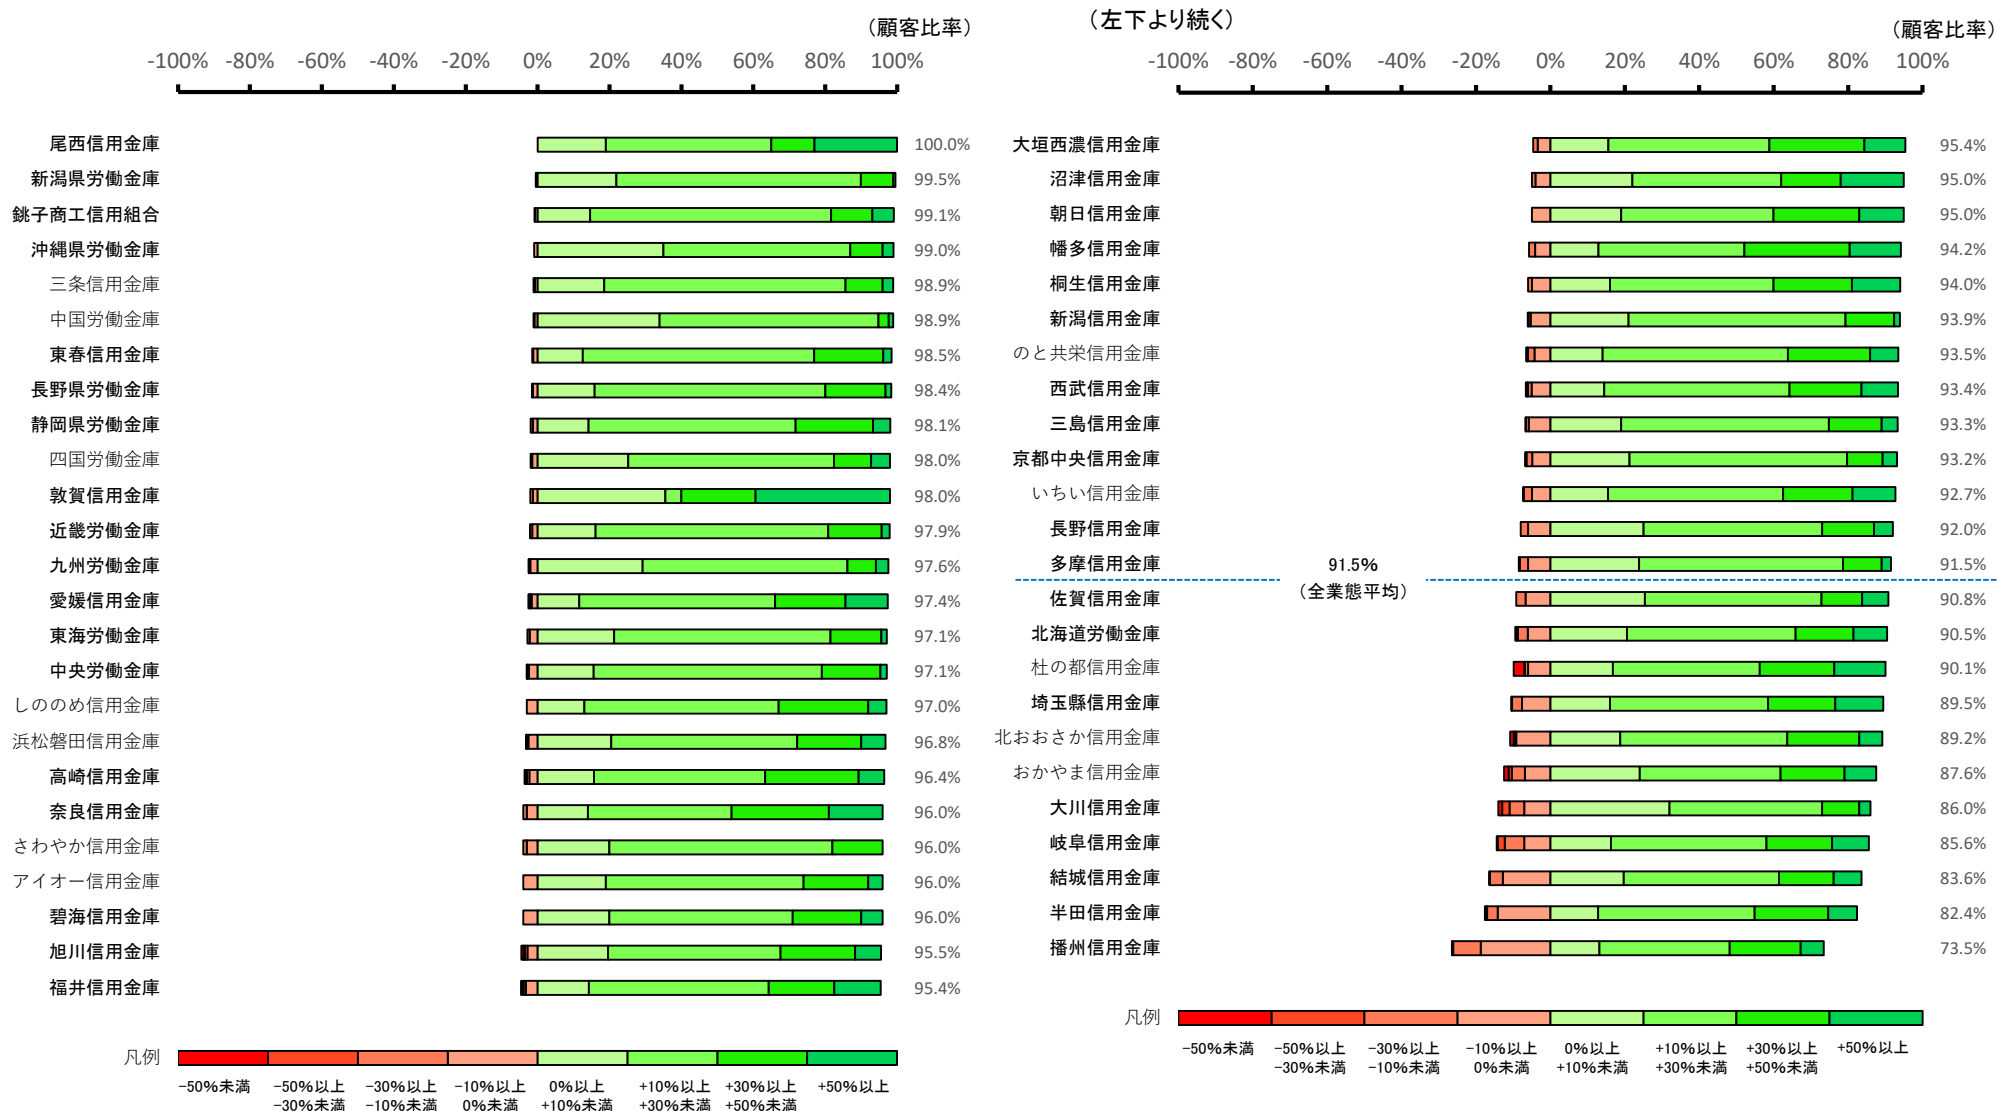 （顧客比率）
-100% -80% -60% -40% -20% 0% 20% 40% 60% 80% 100%
尾西信用金庫 100.0%
新潟県労働金庫 99.5%
銚子商工信用組合 99.1%
沖縄県労働金庫 99.0%
三条信用金庫 98.9%
中国労働金庫 98.9%
東春信用金庫 98.5%
長野県労働金庫 98.4%
静岡県労働金庫 98.1%
四国労働金庫 98.0%
敦賀信用金庫 98.0%
近畿労働金庫 97.9%
九州労働金庫 97.6%
愛媛信用金庫 97.4%
東海労働金庫 97.1%
中央労働金庫 97.1%
しののめ信用金庫 97.0%
浜松磐田信用金庫 96.8%
高崎信用金庫 96.4%
奈良信用金庫 96.0%
さわやか信用金庫 96.0%
アイオー信用金庫 96.0%
碧海信用金庫 96.0%
旭川信用金庫 95.5%
福井信用金庫 95.4%
凡例
-50%未満 -50%以上 -30%以上 -10%以上 0%以上 +10%以上 +30%以上 +50%以上
-30%未満 -10%未満 0%未満 +10%未満 +30%未満 +50%未満
（左下より続く）
（顧客比率）
-100% -80% -60% -40% -20% 0% 20% 40% 60% 80% 100%
大垣西濃信用金庫 95.4%
沼津信用金庫 95.0%
朝日信用金庫 95.0%
幡多信用金庫 94.2%
桐生信用金庫 94.0%
新潟信用金庫 93.9%
のと共栄信用金庫 93.5%
西武信用金庫 93.4%
三島信用金庫 93.3%
京都中央信用金庫 93.2%
いちい信用金庫 92.7%
長野信用金庫 92.0%
多摩信用金庫 91.5% 91.5%
（全業態平均）
佐賀信用金庫 90.8%
北海道労働金庫 90.5%
杜の都信用金庫 90.1%
埼玉縣信用金庫 89.5%
北おおさか信用金庫 89.2%
おかやま信用金庫 87.6%
大川信用金庫 86.0%
岐阜信用金庫 85.6%
結城信用金庫 83.6%
半田信用金庫 82.4%
播州信用金庫 73.5%
凡例
-50%未満 -50%以上 -30%以上 -10%以上 0%以上 +10%以上 +30%以上 +50%以上
-30%未満 -10%未満 0%未満 +10%未満 +30%未満 +50%未満